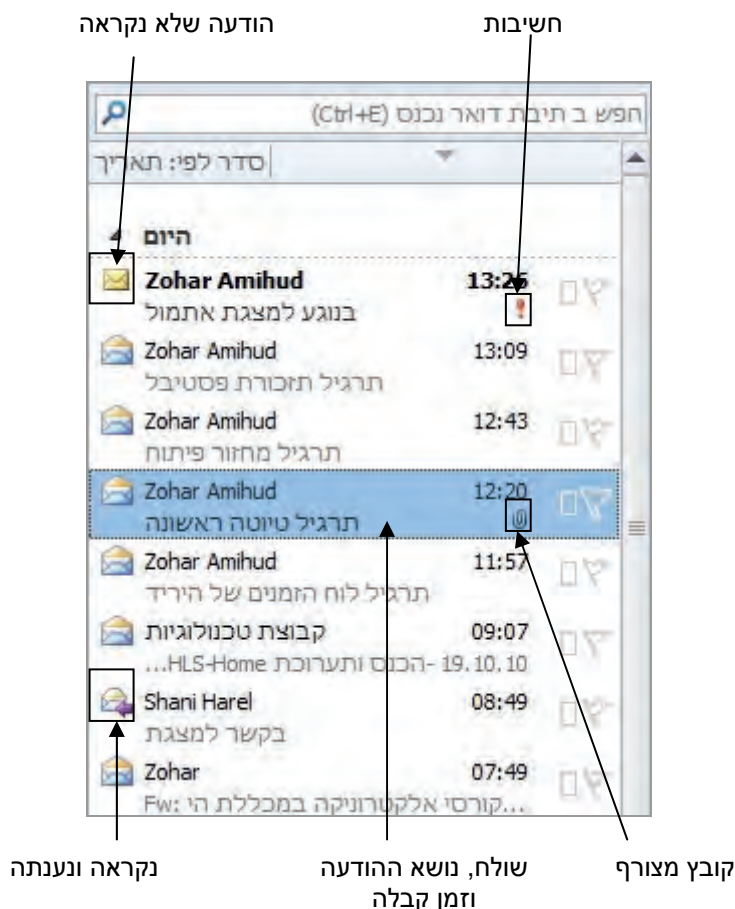 חשיבות
הודעה שלא נקראה
חפש ב תיבת דואר נכנס (Ctrl+E)
סדר לפי: תאריך
היום
Zohar Amihud 13:26
בנוגע למצגת אתמול
Zohar Amihud 13:09
תרגיל תזכורת פסטיבל
Zohar Amihud 12:43
תרגיל מחזור פיתוח
Zohar Amihud 12:20
תרגיל טיוטה ראשונה
Zohar Amihud 11:57
תרגיל לוח הזמנים של היריד
קבוצת טכנולוגיות 09:07
19.10.10 -הכנס ותערוכת HLS-Home...
Shani Harel 08:49
בקשר למצגת
Zohar 07:49
...קורסי אלקטרוניקה במכללת הי :Fw
קובץ מצורף
שולח, נושא ההודעה
וזמן קבלה
נקראה ונענתה